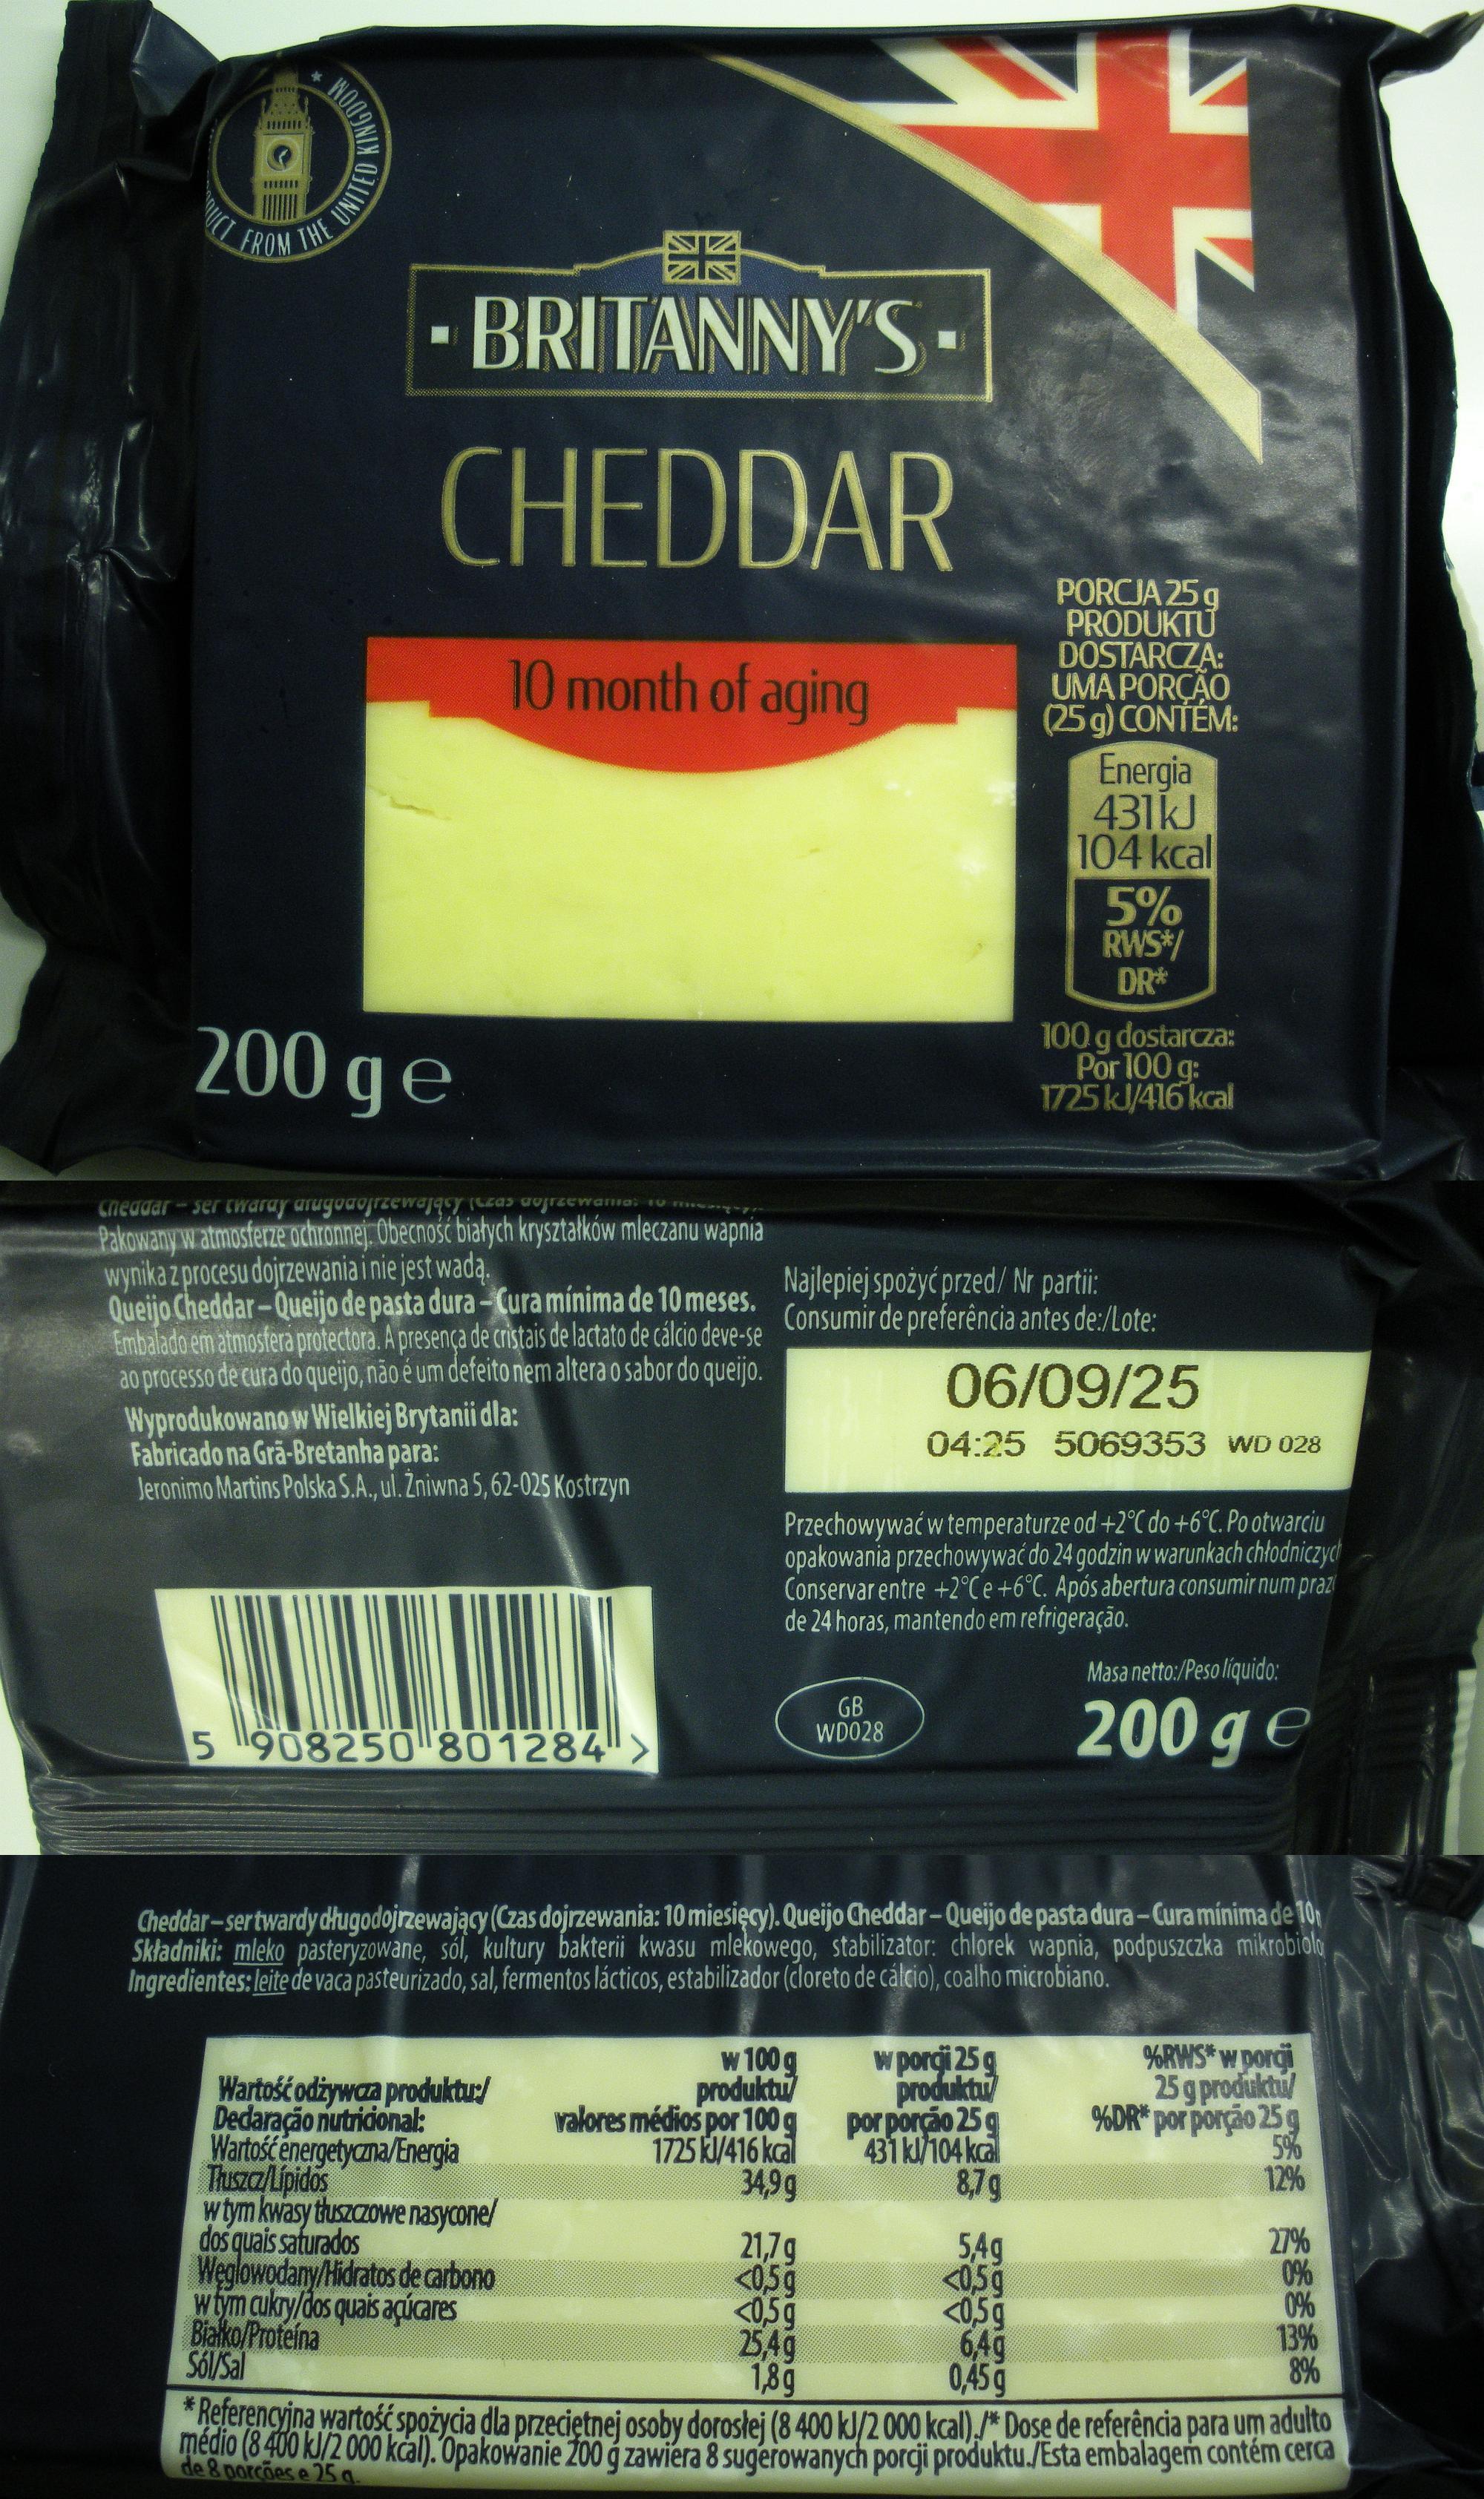 FROM THE UNITED KINGDOM *
BRITANNY'S
CHEDDAR
10 month of aging
PORCJA 25 g
PRODUKTU
DOSTARCZA:
UMA PORÇÃO
(25 g) CONTÉM:
Energia
431 kJ
104 kcal
5%
RWS*/
DR*
100 g dostarcza:
Por 100 g:
1725 kJ/416 kcal
200 g e
Cheddar – ser twardy długodojrzewający (Czas dojrzewania: 10
Pakowany w atmosferze ochronnej. Obecność białych kryształków mleczanu wapnia
wynika z procesu dojrzewania i nie jest wadą.
Queijo Cheddar – Queijo de pasta dura – Cura mínima de 10 meses.
Embalado em atmosfera protectora. A presença de cristais de lactato de cálcio deve-se
ao processo de cura do queijo, não é um defeito nem altera o sabor do queijo.
Wyprodukowano w Wielkiej Brytanii dla:
Fabricado na Grã-Bretanha para:
Jeronimo Martins Polska S.A., ul. Żniwna 5, 62-025 Kostrzyn
5 908250 801284 >
Najlepiej spożyć przed/ Nr partii:
Consumir de preferência antes de:/Lote:
06/09/25
04:25 5069353 WD 028
Przechowywać w temperaturze od +2°C do +6°C. Po otwarciu
opakowania przechowywać do 24 godzin w warunkach
Conservar entre +2°C e +6°C. Após abertura consumir num
de 24 horas, mantendo em refrigeração.
GB
WD028
Masa netto:/Peso líquido:
200 g e
Cheddar – ser twardy długodojrzewający (Czas dojrzewania: 10 miesięcy). Queijo Cheddar – Queijo de pasta dura – Cura mínima de 10
Składniki: mleko pasteryzowane, sól, kultury bakterii kwasu mlekowego, stabilizator: chlorek wapnia, podpuszczka
Ingredientes: leite de vaca pasteurizado, sal, fermentos lácticos, estabilizador (cloreto de cálcio), coalho microbiano.
w 100 g w porcji 25 g %RWS* w porcji
Wartość odżywcza produktu:/ produktu/ produktu/ 25 g produktu/
Declaração nutricional: valores médios por 100 g por porção 25 g %DR* por porção 25 g
Wartość energetyczna/Energia 1725 kJ/416 kcal 431 kJ/104 kcal 5%
Tłuszcz/Lípidos 34,9 g 8,7 g 12%
w tym kwasy tłuszczowe nasycone/
dos quais saturados 21,7 g 5,4 g 27%
Węglowodany/Hidratos de carbono <0,5 g <0,5 g 0%
w tym cukry/dos quais açúcares <0,5 g <0,5 g 0%
Białko/Proteína 25,4 g 6,4 g 13%
Sól/Sal 1,8 g 0,45 g 8%
* Referencyjna wartość spożycia dla przeciętnej osoby dorosłej (8 400 kJ/2 000 kcal)./* Dose de referência para um adulto
médio (8 400 kJ/2 000 kcal). Opakowanie 200 g zawiera 8 sugerowanych porcji produktu./Esta embalagem contém cerca
de 8 porções e 25 g.